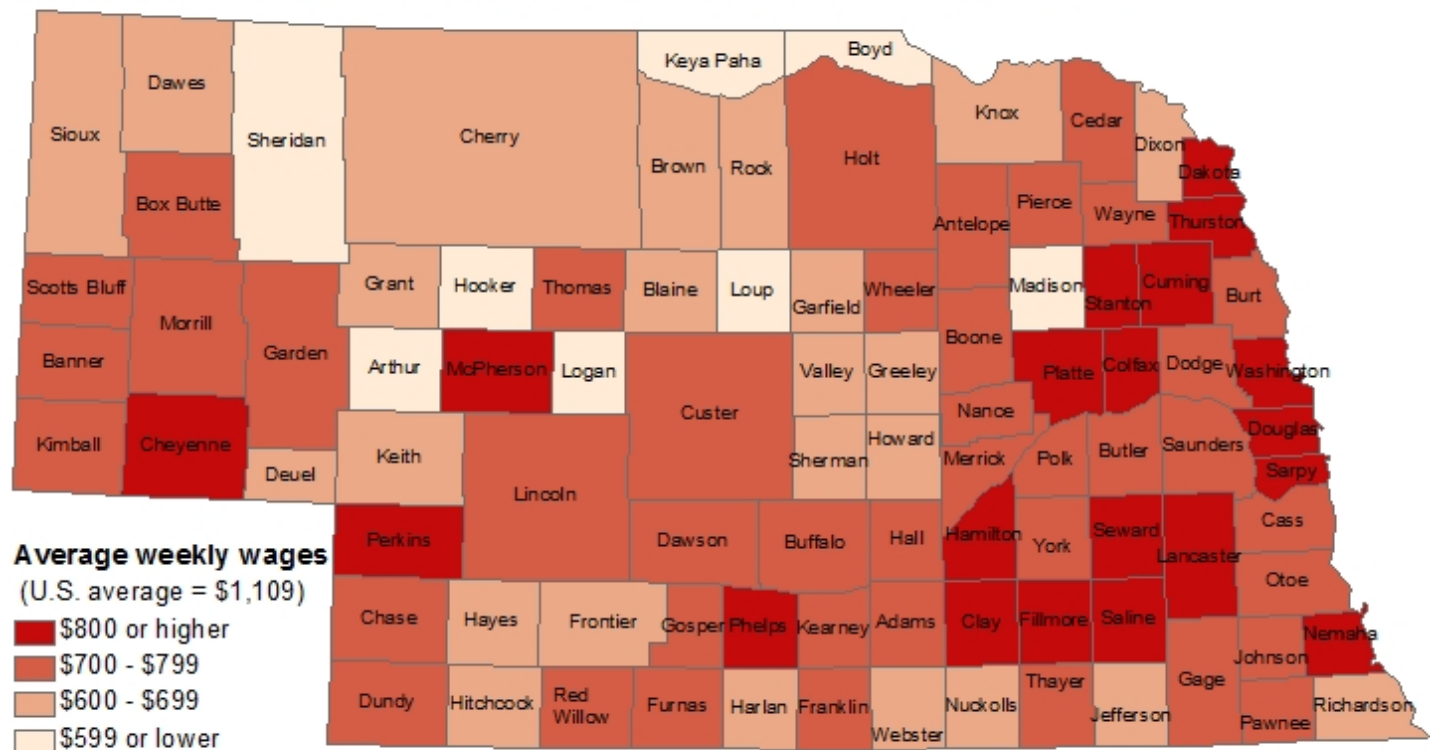 Keya Paha
Boyd
Dawes
Sioux
Sheridan
Cherry
Brown
Rock
Holt
Knox
Cedar
Dixon
Dakota
Box Butte
Antelope
Pierce
Wayne
Thurston
Scotts Bluff
Morrill
Grant
Hooker
Thomas
Blaine
Loup
Garfield
Wheeler
Madison
Stanton
Cuming
Burt
Banner
Garden
Arthur
McPherson
Logan
Custer
Valley
Greeley
Boone
Platte
Colfax
Dodge
Washington
Kimball
Cheyenne
Deuel
Keith
Lincoln
Sherman
Howard
Nance
Merrick
Polk
Butler
Saunders
Douglas
Sarpy
Perkins
Dawson
Buffalo
Hall
Hamilton
York
Seward
Lancaster
Cass
Otoe
Chase
Hayes
Frontier
Gosper
Phelps
Kearney
Adams
Clay
Fillmore
Saline
Johnson
Nemaha
Dundy
Hitchcock
Red
Willow
Furnas
Harlan
Franklin
Webster
Nuckolls
Thayer
Jefferson
Gage
Pawnee
Richardson
Average weekly wages
(U.S. average = $1,109)
$800 or higher
$700 - $799
$600 - $699
$599 or lower